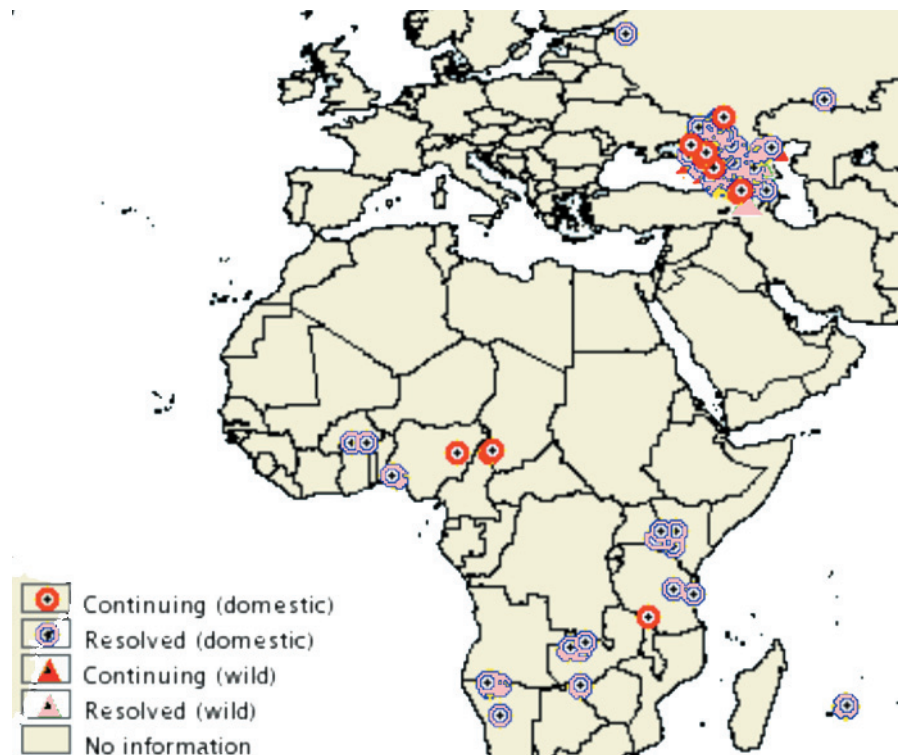 Continuing (domestic)
Resolved (domestic)
Continuing (wild)
Resolved (wild)
No information